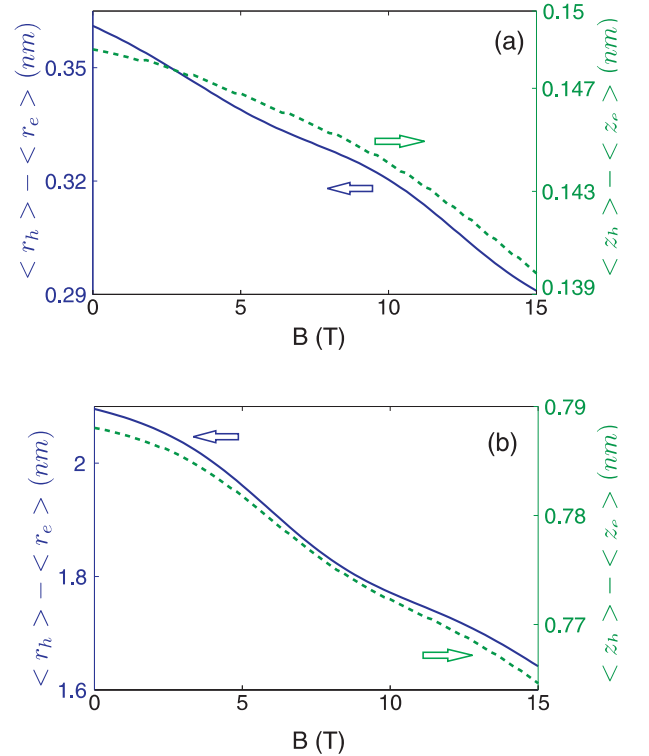 (a)
< r_h > − < r_e > (nm)
0.35
0.32
0.29
0.15
0.147
0.143
0.139
< z_h > − < z_e > (nm)
0 5 10 15
B (T)
(b)
< r_h > − < r_e > (nm)
2
1.8
1.6
0.79
0.78
0.77
< z_h > − < z_e > (nm)
0 5 10 15
B (T)